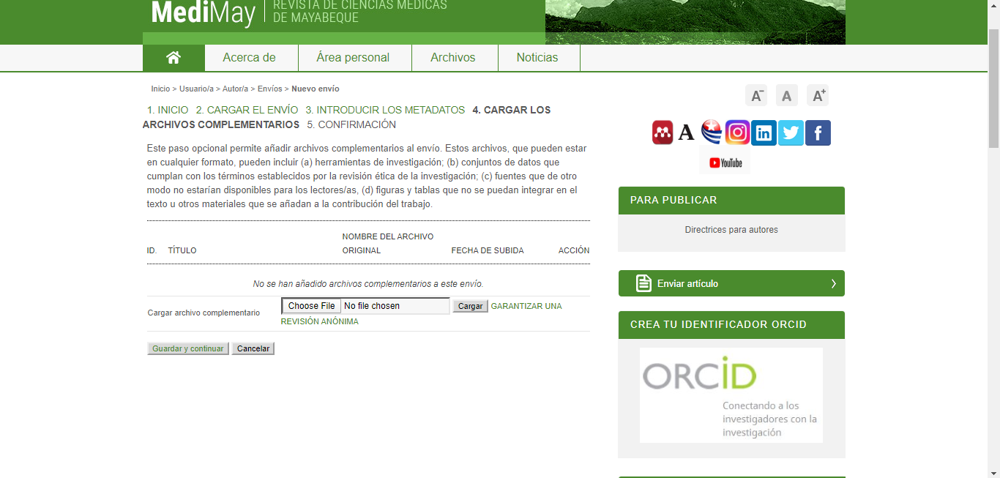 MediMay
REVISTA DE CIENCIAS MÉDICAS
DE MAYABEQUE
Acerca de
Área personal
Archivos
Noticias
Inicio > Usuario/a > Autor/a > Envíos > Nuevo envío
1. INICIO 2. CARGAR EL ENVÍO 3. INTRODUCIR LOS METADATOS 4. CARGAR LOS
ARCHIVOS COMPLEMENTARIOS 5. CONFIRMACIÓN
Este paso opcional permite añadir archivos complementarios al envío. Estos archivos, que pueden estar
en cualquier formato, pueden incluir (a) herramientas de investigación; (b) conjuntos de datos que
cumplan con los términos establecidos por la revisión ética de la investigación; (c) fuentes que de otro
modo no estarían disponibles para los lectores/as, (d) figuras y tablas que no se puedan integrar en el
texto u otros materiales que se añadan a la contribución del trabajo.
NOMBRE DEL ARCHIVO
ID. TÍTULO ORIGINAL FECHA DE SUBIDA ACCIÓN
No se han añadido archivos complementarios a este envío.
Cargar archivo complementario Choose File No file chosen Cargar GARANTIZAR UNA
REVISIÓN ANÓNIMA
Guardar y continuar Cancelar
A- A A+
A in f
YouTube
PARA PUBLICAR
Directrices para autores
Enviar artículo
CREA TU IDENTIFICADOR ORCID
ORCID
Conectando a los
investigadores con la
investigación